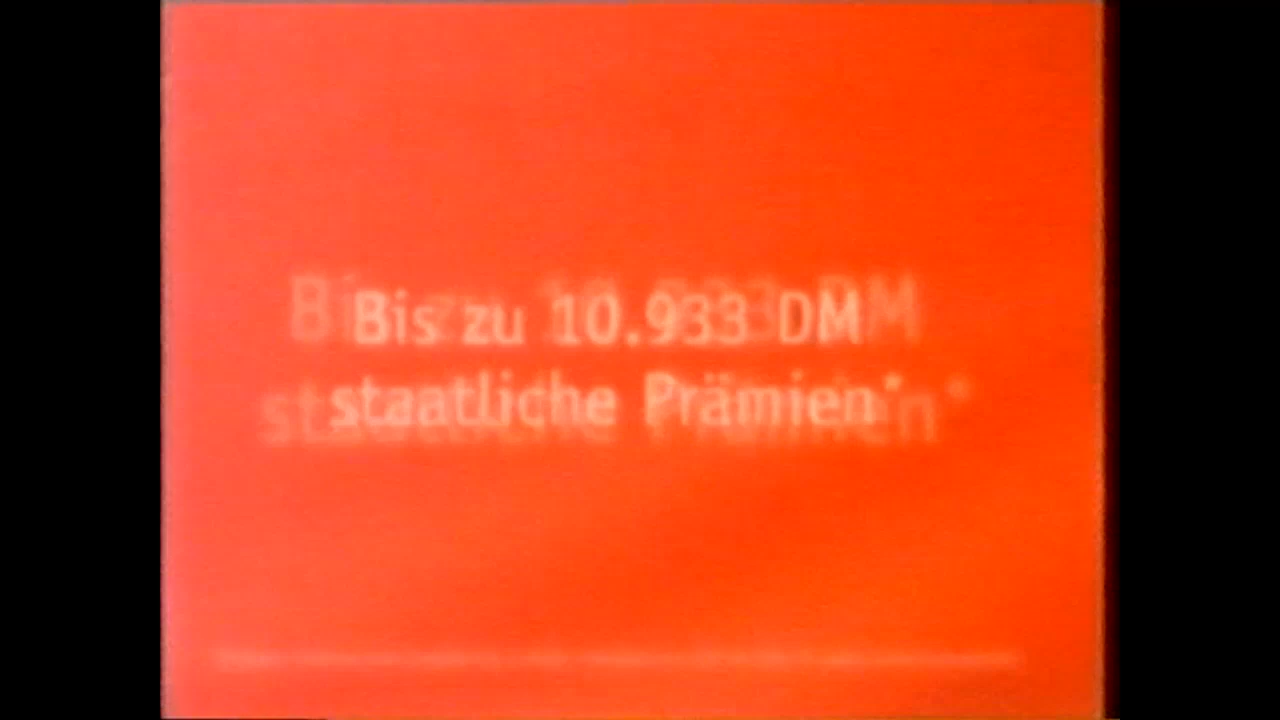 Bis zu 10.933 DM
staatliche Prämien*